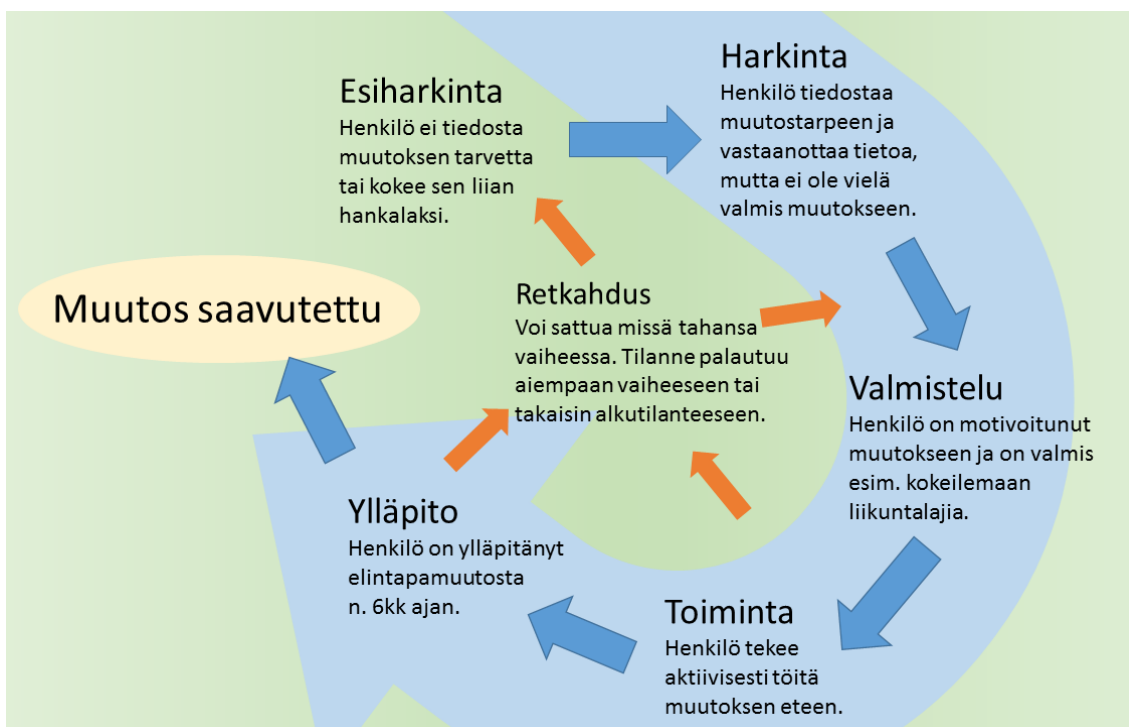 Esiharkinta
Henkilö ei tiedosta
muutoksen tarvetta
tai kokee sen liian
hankalaksi.
Harkinta
Henkilö tiedostaa
muutostarpeen ja
vastaanottaa tietoa,
mutta ei ole vielä
valmis muutokseen.
Muutos saavutettu
Retkahdus
Voi sattua missä tahansa
vaiheessa. Tilanne palautuu
aiempaan vaiheeseen tai
takaisin alkutilanteeseen.
Valmistelu
Henkilö on motivoitunut
muutokseen ja on valmis
esim. kokeilemaan
liikuntalajia.
Ylläpito
Henkilö on ylläpitänyt
elintapamuutosta
n. 6kk ajan.
Toiminta
Henkilö tekee
aktiivisesti töitä
muutoksen eteen.